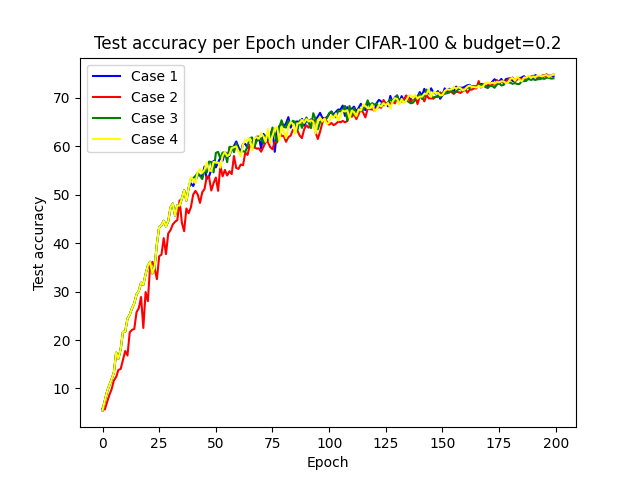 Test accuracy per Epoch under CIFAR-100 & budget=0.2
Case 1
Case 2
Case 3
Case 4
Test accuracy
70
60
50
40
30
20
10
0
25
50
75
100
125
150
175
200
Epoch